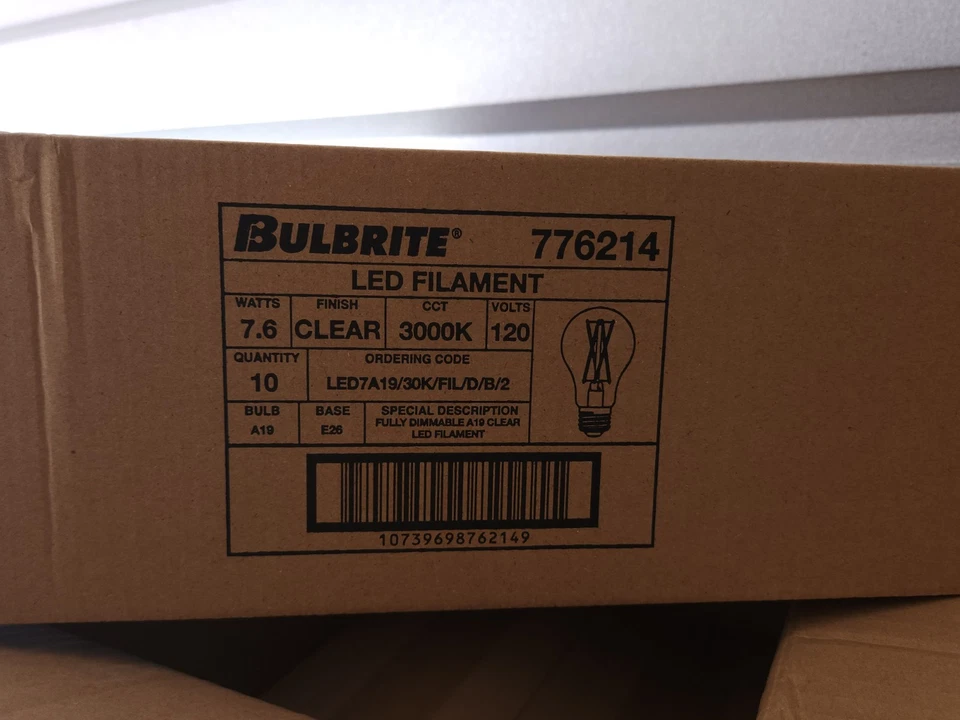 BULBRITE® 776214
LED FILAMENT
WATTS FINISH CCT VOLTS
7.6 CLEAR 3000K 120
QUANTITY ORDERING CODE
10 LED7A19/30K/FIL/D/B/2
BULB BASE SPECIAL DESCRIPTION
A19 E26 FULLY DIMMABLE A19 CLEAR
LED FILAMENT
10739698762149